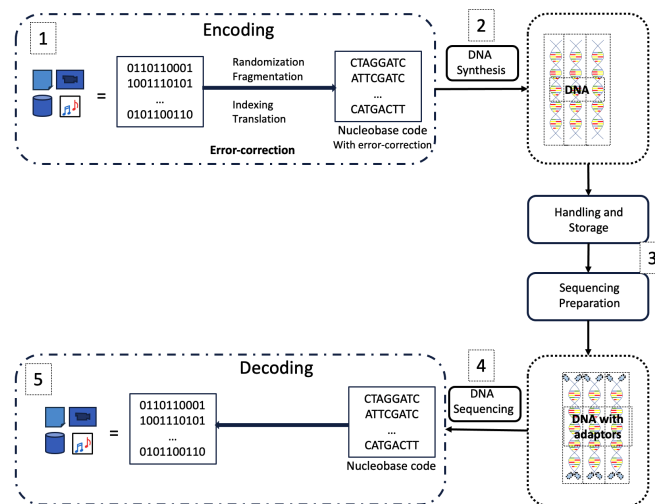 1
Encoding
2
DNA
Synthesis
=
0110110001
1001110101
...
0101100110
Randomization
Fragmentation
Indexing
Translation
CTAGGATC
ATTCGATC
...
CATGACTT
Nucleobase code
With error-correction
Error-correction
DNA
Handling and
Storage
3
Sequencing
Preparation
5
Decoding
4
DNA
Sequencing
=
0110110001
1001110101
...
0101100110
CTAGGATC
ATTCGATC
...
CATGACTT
Nucleobase code
DNA with
adaptors